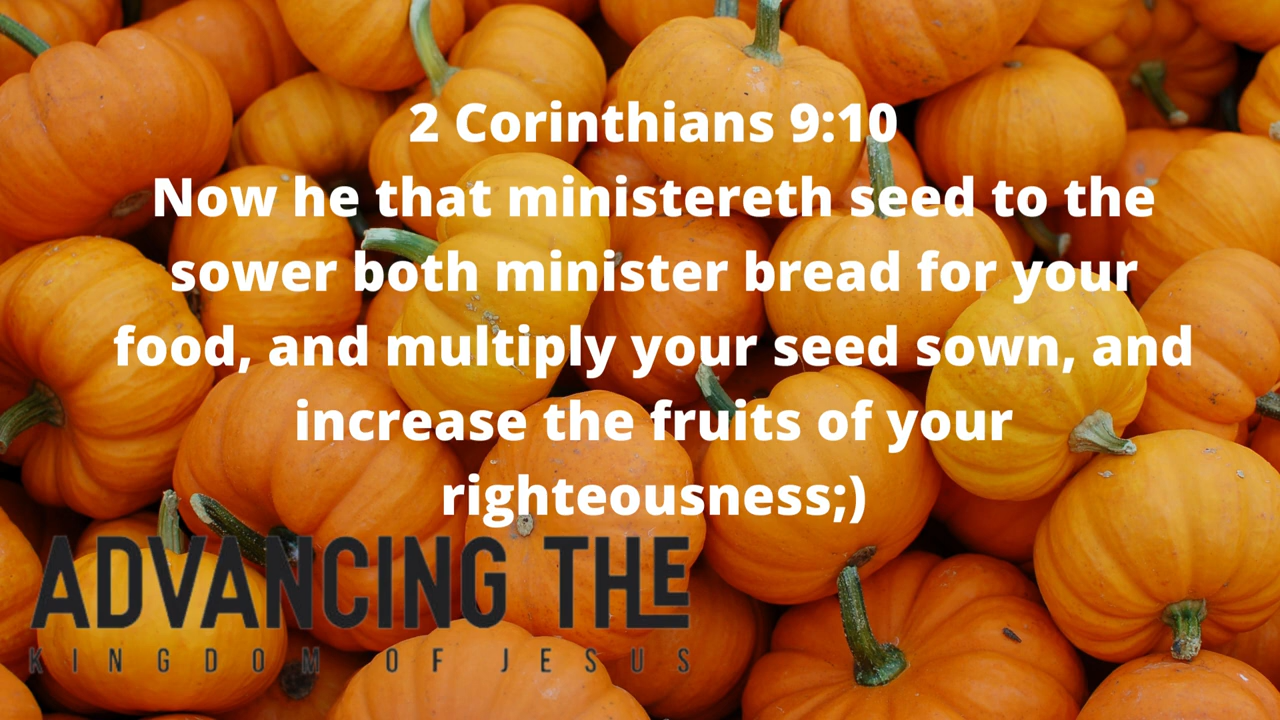 2 Corinthians 9:10
Now he that ministereth seed to the
sower both minister bread for your
food, and multiply your seed sown, and
increase the fruits of your
righteousness;)
ADVANCING THE
KINGDOM OF JESUS